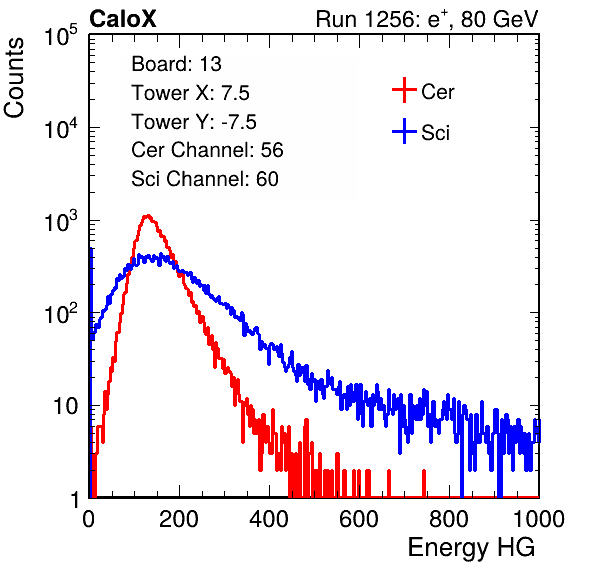 CaloX Run 1256: e⁺, 80 GeV
Counts
Board: 13
Tower X: 7.5
Tower Y: -7.5
Cer Channel: 56
Sci Channel: 60
Cer
Sci
10⁵
10⁴
10³
10²
10
1
0 200 400 600 800 1000
Energy HG